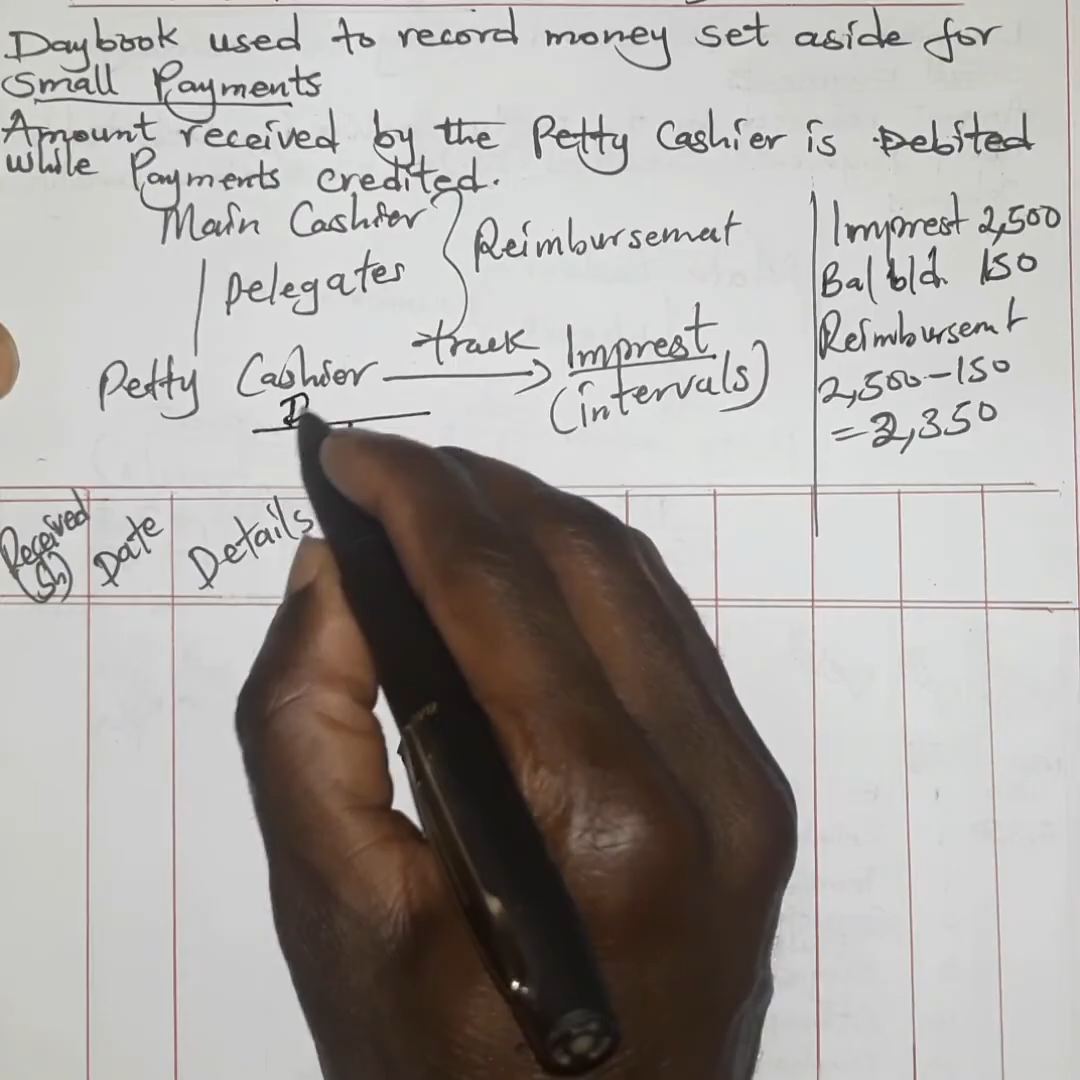 Daybook used to record money set aside for
Small Payments
Amount received by the Petty Cashier is Debited
while Payments credited.
Main Cashier
Delegates
Petty Cashier
track
Imprest
(intervals)
Reimbursemat
Imprest 2,500
Bal b/d. 150
Reimbursemt
2,500-150
=2,350
D
Received
(Sh)
Date
Details